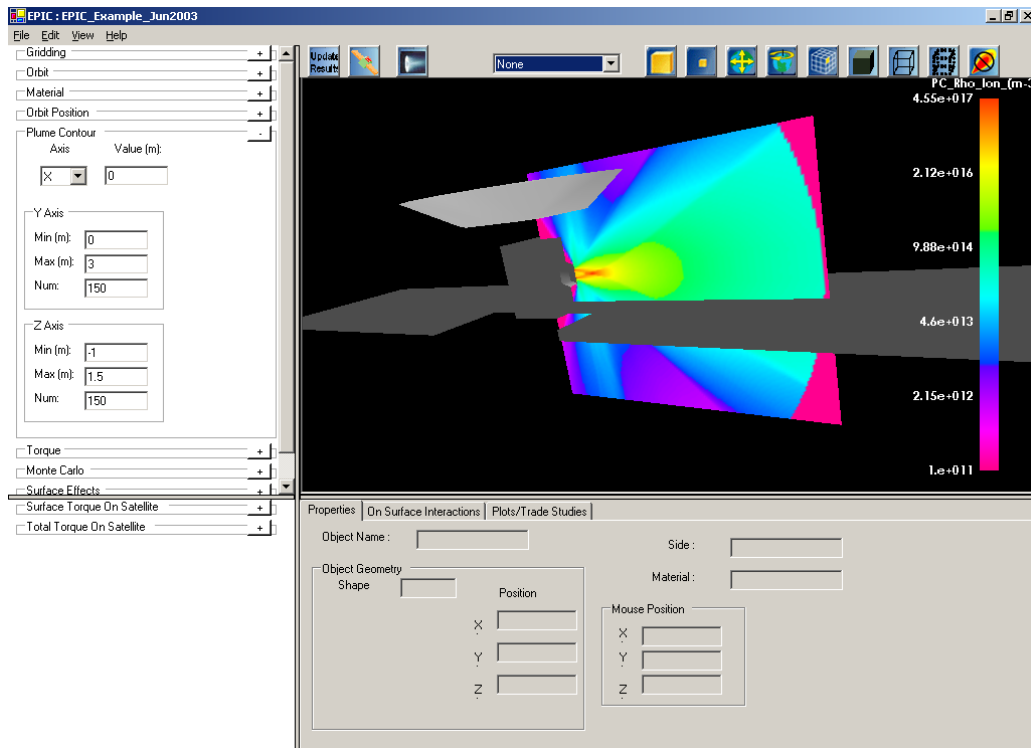 EPIC : EPIC_Example_Jun2003
File Edit View Help
Gridding +
Orbit +
Material +
Orbit Position +
Plume Contour -
Axis Value (m):
X 0
Y Axis
Min (m): 0
Max (m): 3
Num: 150
Z Axis
Min (m): -1
Max (m): 1.5
Num: 150
Torque +
Monte Carlo +
Surface Effects +
Surface Torque On Satellite +
Total Torque On Satellite +
Update
Results
None
PC_Rho_Ion_(m-3
4.55e+017
2.12e+016
9.88e+014
4.6e+013
2.15e+012
1.e+011
Properties On Surface Interactions Plots/Trade Studies
Object Name :
Side :
Material :
Object Geometry
Shape
Position
X
Y
Z
Mouse Position
X
Y
Z